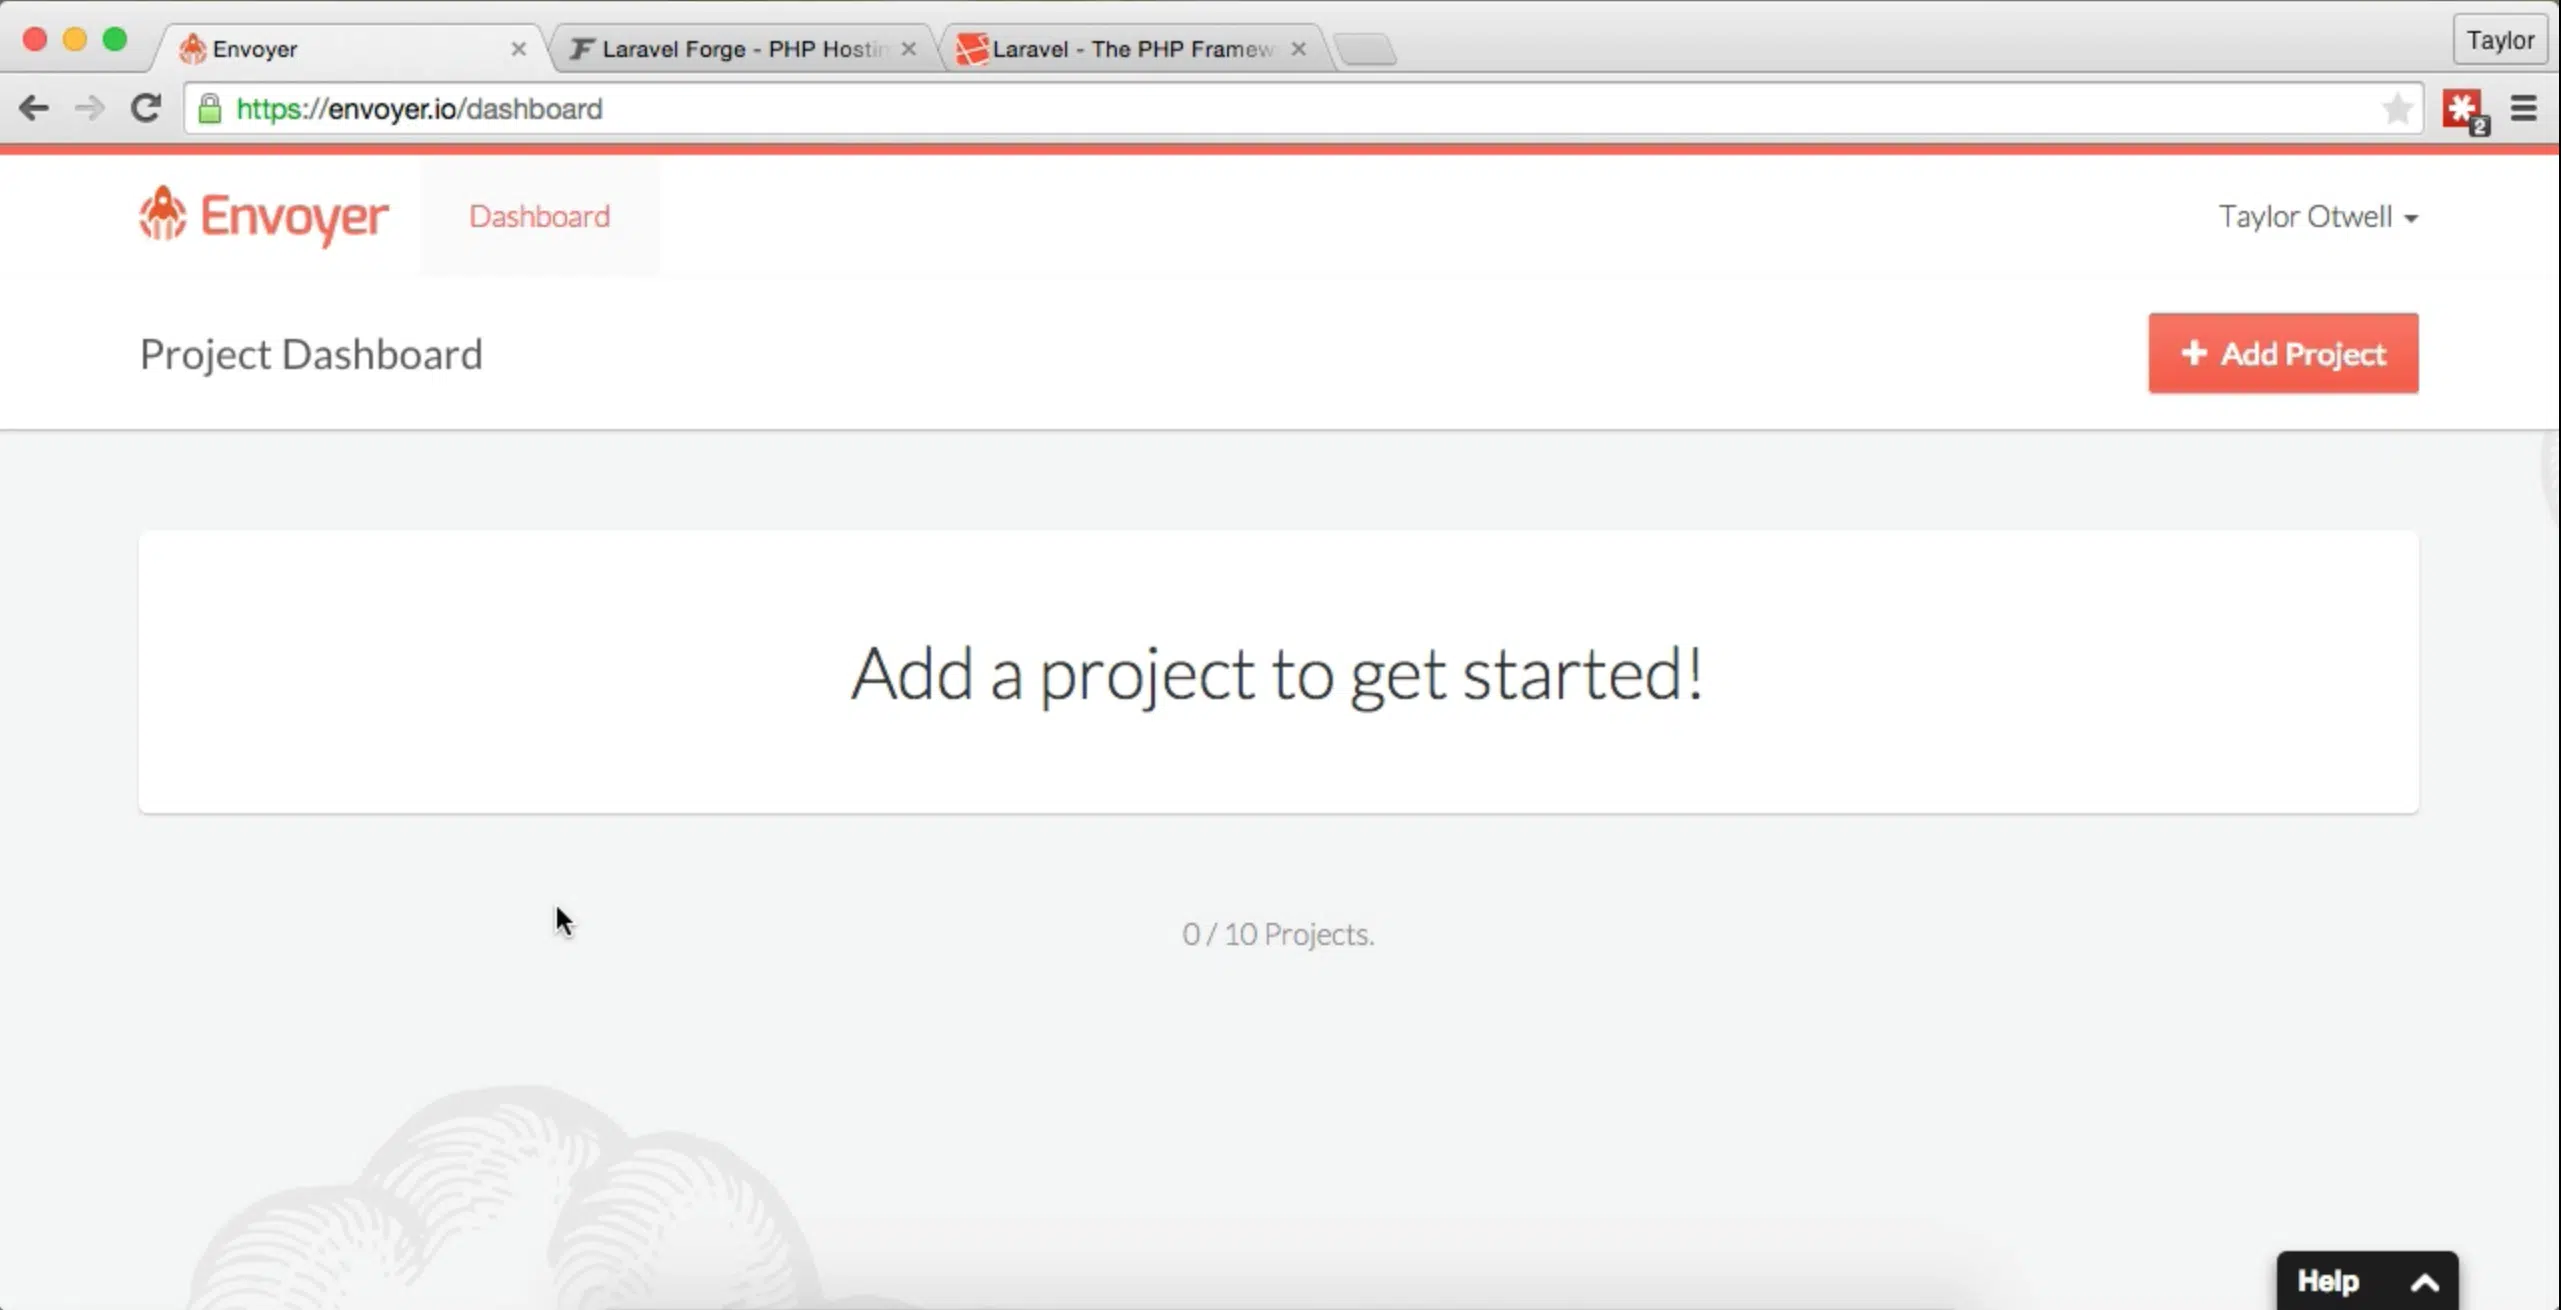 Envoyer
Laravel Forge - PHP Hostin
Laravel - The PHP Framew
Taylor
https://envoyer.io/dashboard
2
Envoyer
Dashboard
Taylor Otwell
Project Dashboard
+ Add Project
Add a project to get started!
0 / 10 Projects.
Help